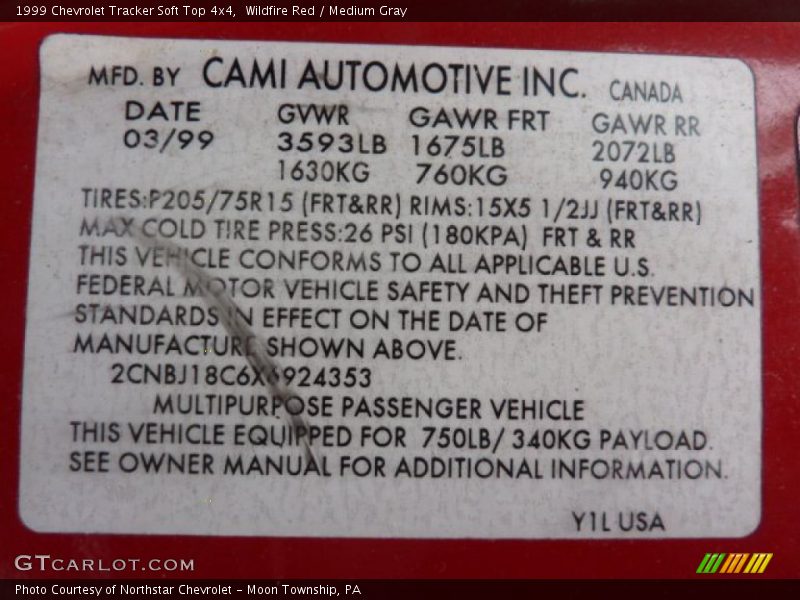 1999 Chevrolet Tracker Soft Top 4x4,  Wildfire Red / Medium Gray
MFD. BY CAMI AUTOMOTIVE INC. CANADA
DATE GVWR GAWR FRT GAWR RR
03/99 3593LB 1675LB 2072LB
1630KG 760KG 940KG
TIRES:P205/75R15 (FRT&RR) RIMS:15X5 1/2JJ (FRT&RR)
MAX COLD TIRE PRESS:26 PSI (180KPA) FRT & RR
THIS VEHICLE CONFORMS TO ALL APPLICABLE U.S.
FEDERAL MOTOR VEHICLE SAFETY AND THEFT PREVENTION
STANDARDS IN EFFECT ON THE DATE OF
MANUFACTURE SHOWN ABOVE.
2CNBJ18C6X6924353
MULTIPURPOSE PASSENGER VEHICLE
THIS VEHICLE EQUIPPED FOR 750LB/ 340KG PAYLOAD.
SEE OWNER MANUAL FOR ADDITIONAL INFORMATION.
Y1L USA
GTCARLOT.COM
Photo Courtesy of Northstar Chevrolet - Moon Township, PA